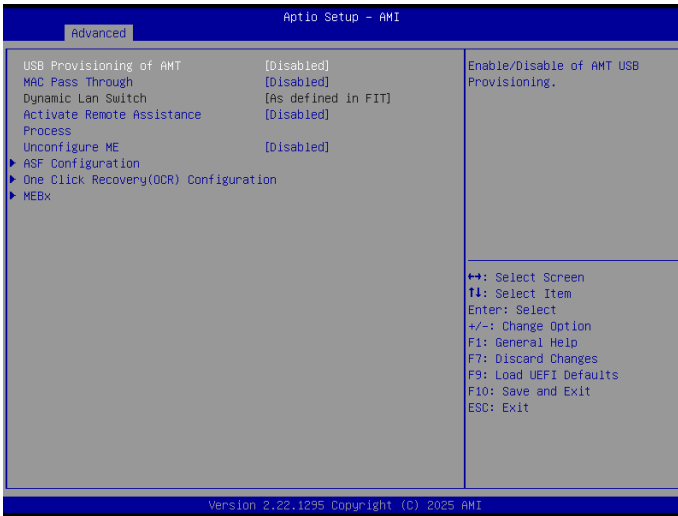 Aptio Setup – AMI
Advanced
USB Provisioning of AMT [Disabled]
MAC Pass Through [Disabled]
Dynamic Lan Switch [As defined in FIT]
Activate Remote Assistance [Disabled]
Process
Unconfigure ME [Disabled]
ASF Configuration
One Click Recovery(OCR) Configuration
MEBx
Enable/Disable of AMT USB
Provisioning.
↔: Select Screen
↑↓: Select Item
Enter: Select
+/-: Change Option
F1: General Help
F7: Discard Changes
F9: Load UEFI Defaults
F10: Save and Exit
ESC: Exit
Version 2.22.1295 Copyright (C) 2025 AMI